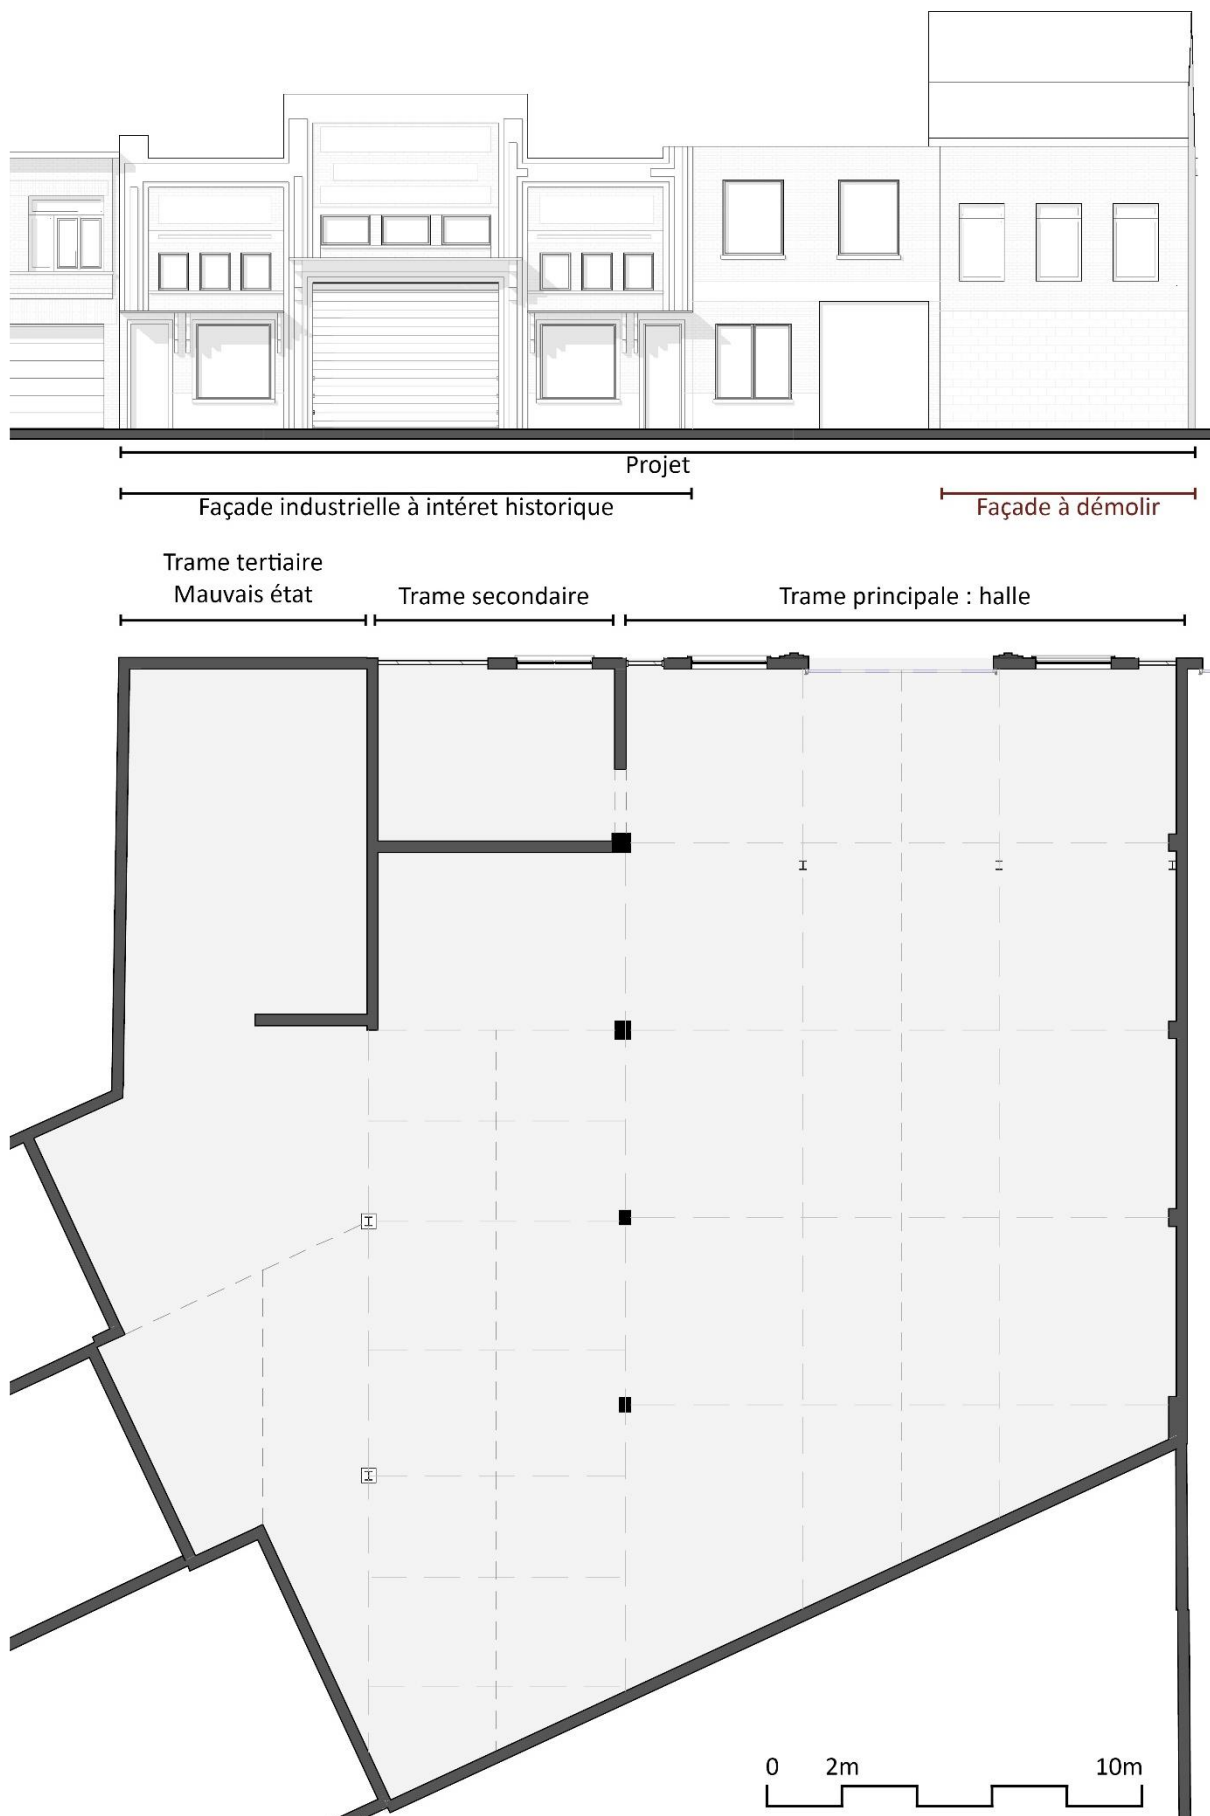 Projet
Façade industrielle à intéret historique
Façade à démolir
Trame tertiaire
Mauvais état
Trame secondaire
Trame principale : halle
0 2m 10m